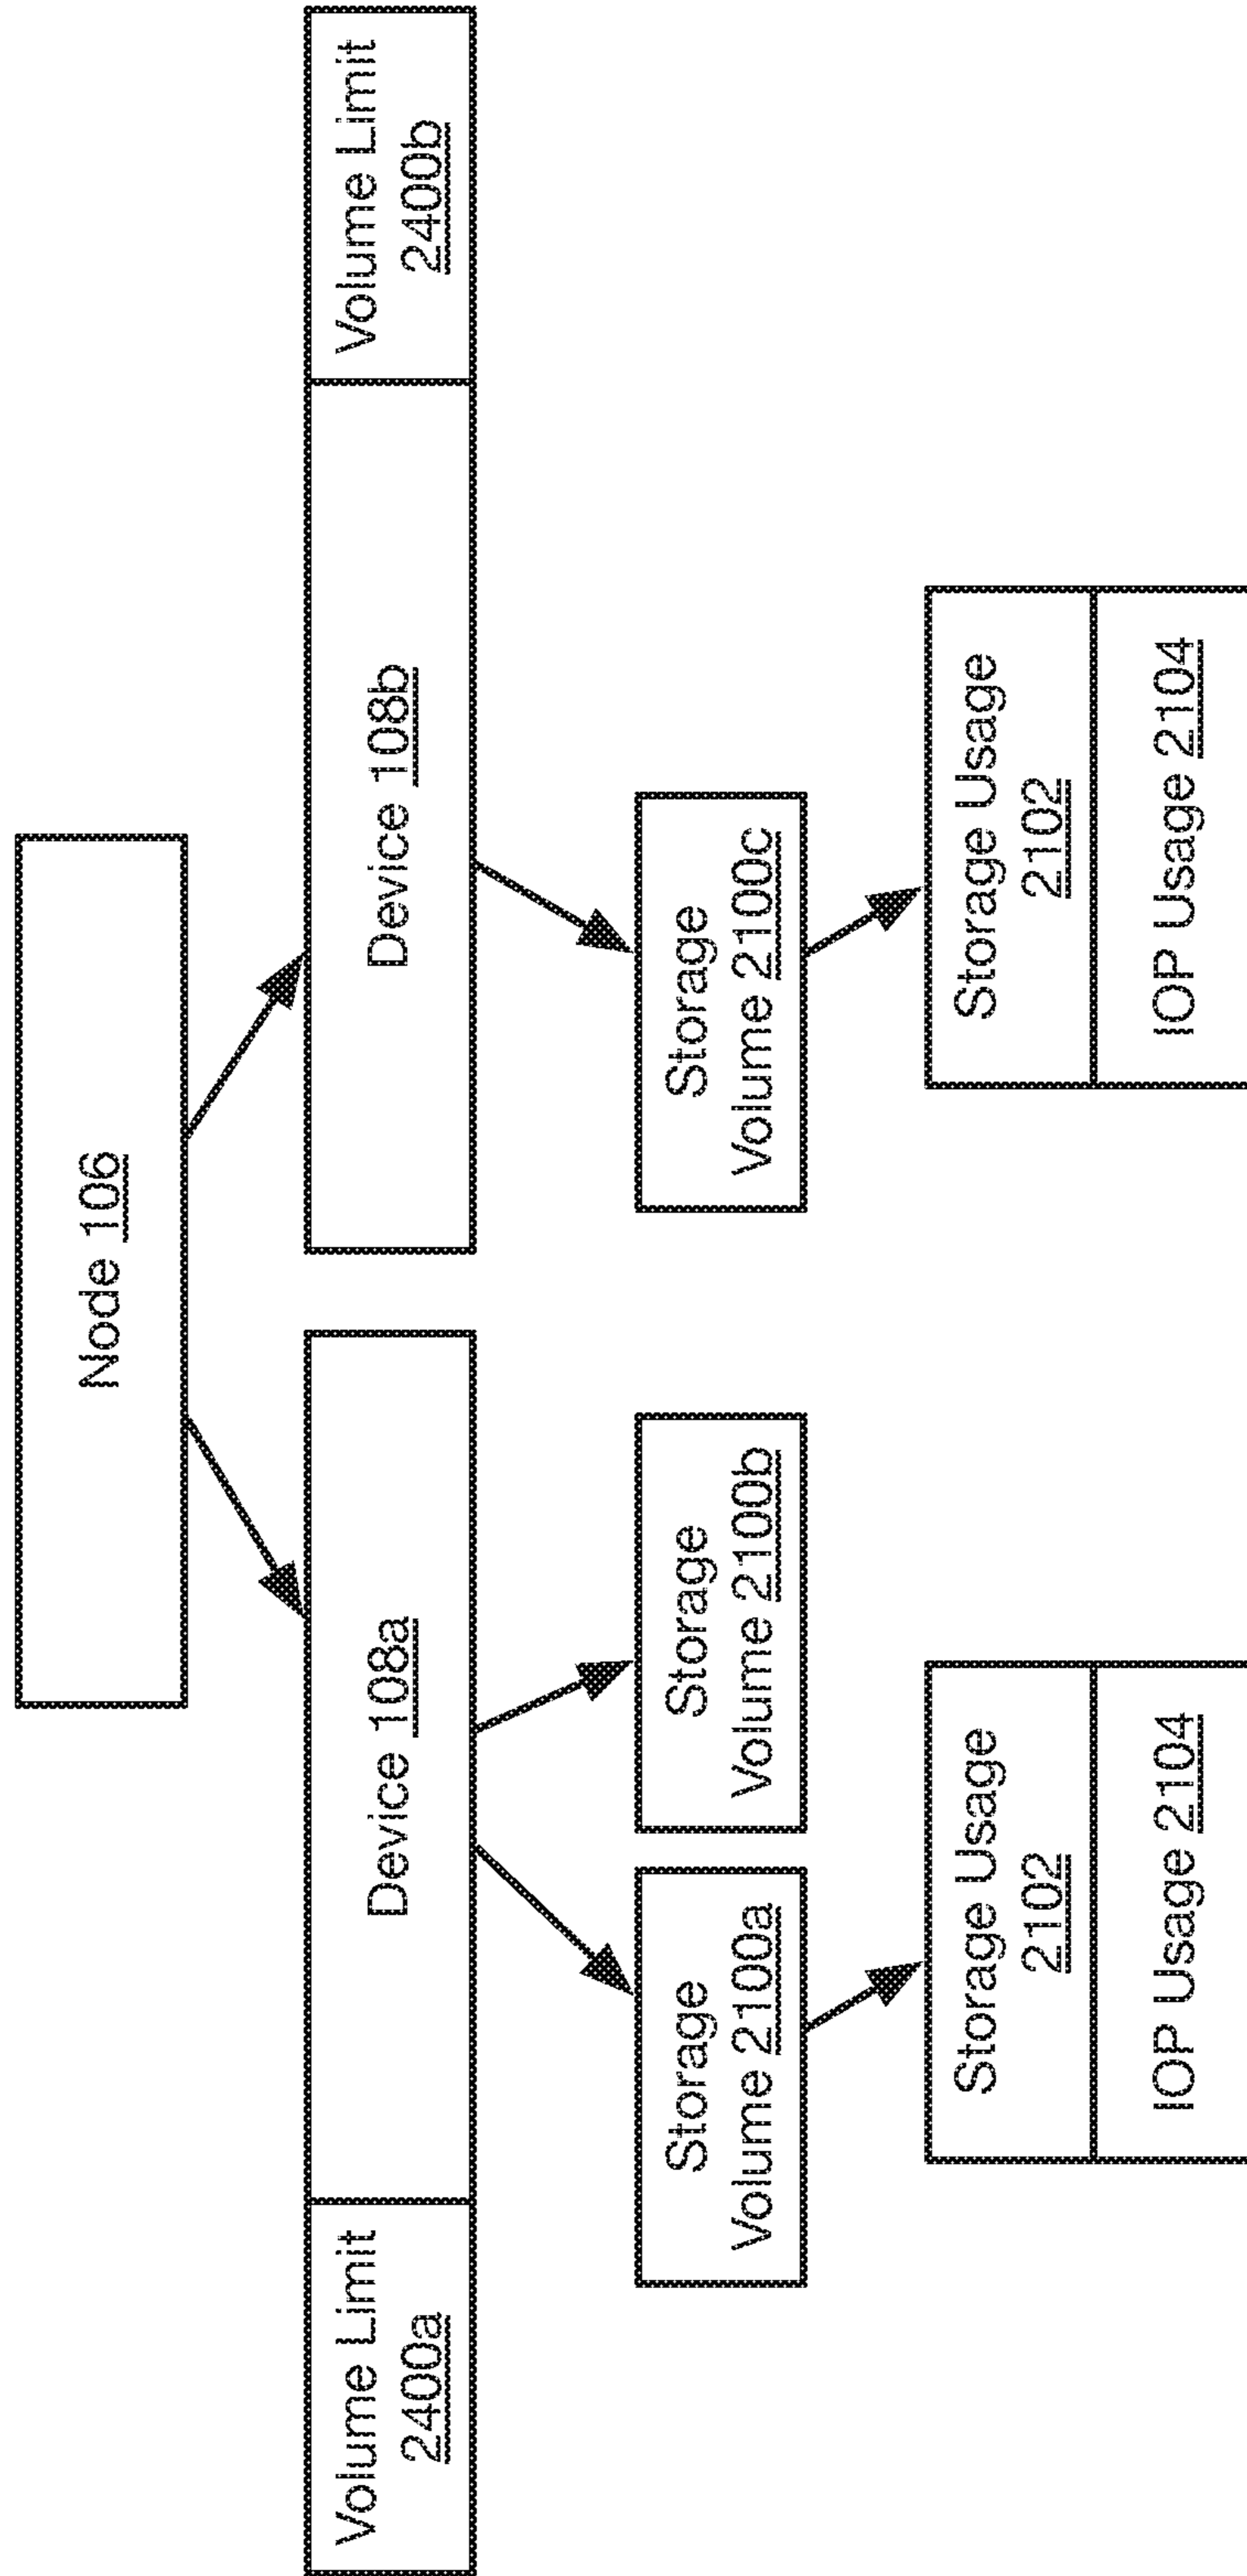 Node 106
Volume Limit
2400a
Device 108a
Device 108b
Volume Limit
2400b
Storage
Volume 2100a
Storage
Volume 2100b
Storage
Volume 2100c
Storage Usage
2102
IOP Usage 2104
Storage Usage
2102
IOP Usage 2104